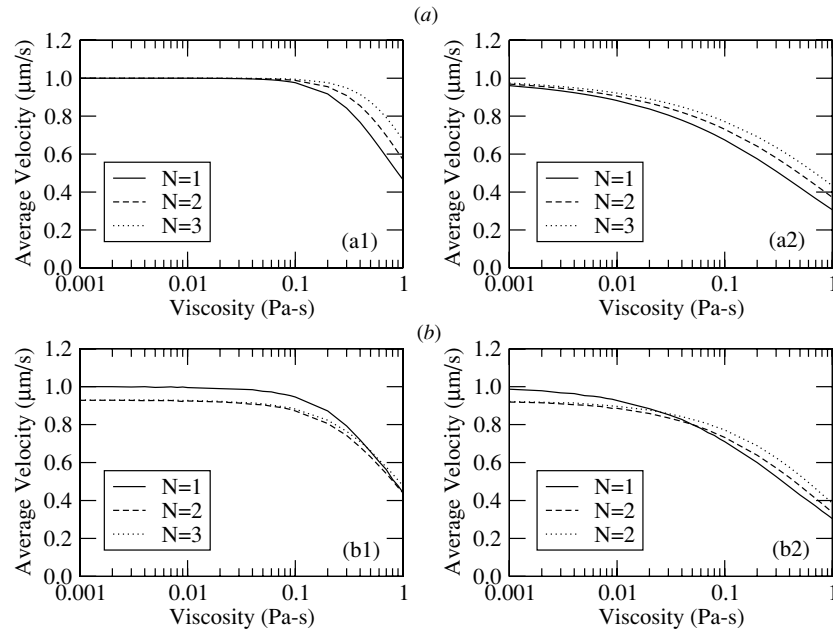 (a)
1.2
1.0
0.8
0.6
0.4
0.2
0.0
Average Velocity (μm/s)
N=1
N=2
N=3
(a1)
0.001
0.01
0.1
1
Viscosity (Pa-s)
1.2
1.0
0.8
0.6
0.4
0.2
0.0
Average Velocity (μm/s)
N=1
N=2
N=3
(a2)
0.001
0.01
0.1
1
Viscosity (Pa-s)
(b)
1.2
1.0
0.8
0.6
0.4
0.2
0.0
Average Velocity (μm/s)
N=1
N=2
N=3
(b1)
0.001
0.01
0.1
1
Viscosity (Pa-s)
1.2
1.0
0.8
0.6
0.4
0.2
0.0
Average Velocity (μm/s)
N=1
N=2
N=2
(b2)
0.001
0.01
0.1
1
Viscosity (Pa-s)